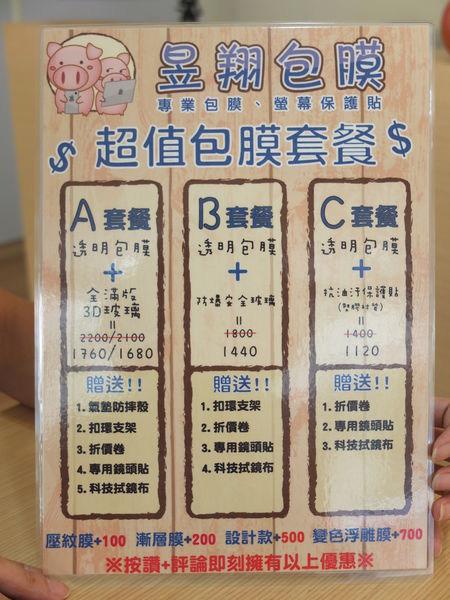 昱翔包膜
專業包膜、螢幕保護貼
$ 超值包膜套餐 $
A 套餐
透明包膜
+
全滿版
3D玻璃
=
2200/2100
1760/1680
贈送!!
1. 氣墊防摔殼
2. 扣環支架
3. 折價卷
4. 專用鏡頭貼
5. 科技拭鏡布
B 套餐
透明包膜
+
防爆安全玻璃
=
1800
1440
贈送!!
1. 扣環支架
2. 折價卷
3. 專用鏡頭貼
4. 科技拭鏡布
C 套餐
透明包膜
+
抗油汙保護貼
(塑膠材質)
=
1400
1120
贈送!!
1. 折價卷
2. 專用鏡頭貼
3. 科技拭鏡布
壓紋膜+100 漸層膜+200 設計款+500 變色浮雕膜+700
※按讚+評論即刻擁有以上優惠※